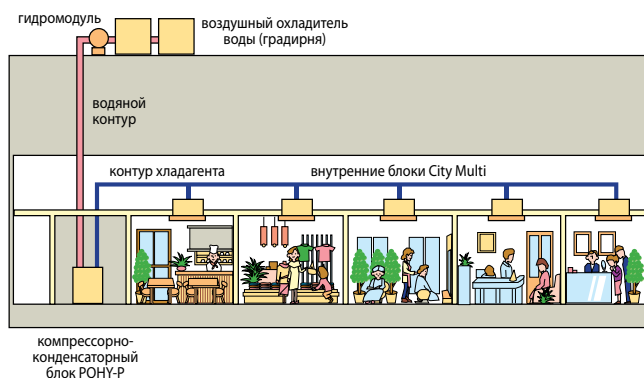 гидромодуль
воздушный охладитель
воды (градирня)
водяной
контур
контур хладагента
внутренние блоки City Multi
компрессорно-
конденсаторный
блок PQHY-P